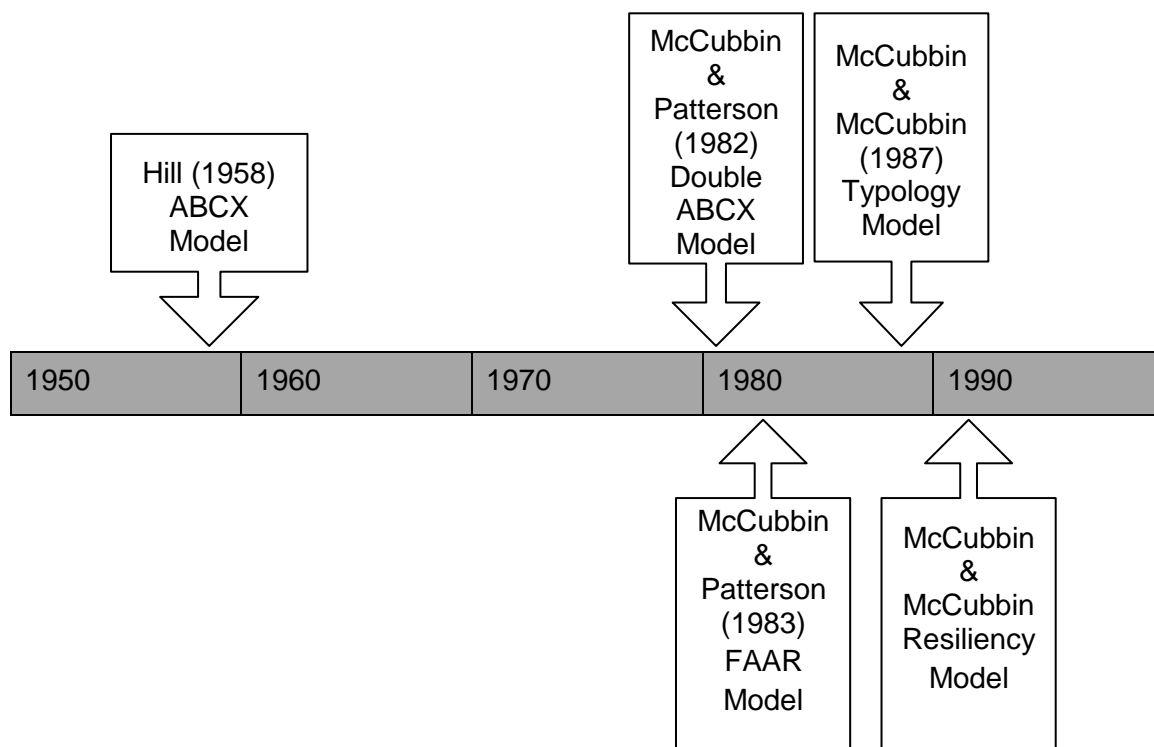 McCubbin
&
Patterson
(1982)
Double
ABCX
Model
McCubbin
&
McCubbin
(1987)
Typology
Model
Hill (1958)
ABCX
Model
1950
1960
1970
1980
1990
McCubbin
&
Patterson
(1983)
FAAR
Model
McCubbin
&
McCubbin
Resiliency
Model